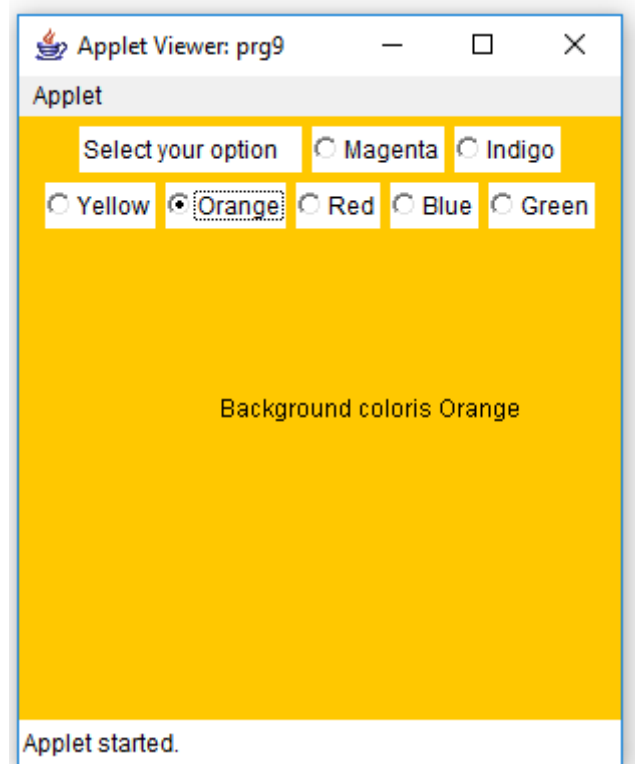 Applet Viewer: prg9
Applet
Select your option Magenta Indigo
Yellow Orange Red Blue Green
Background coloris Orange
Applet started.